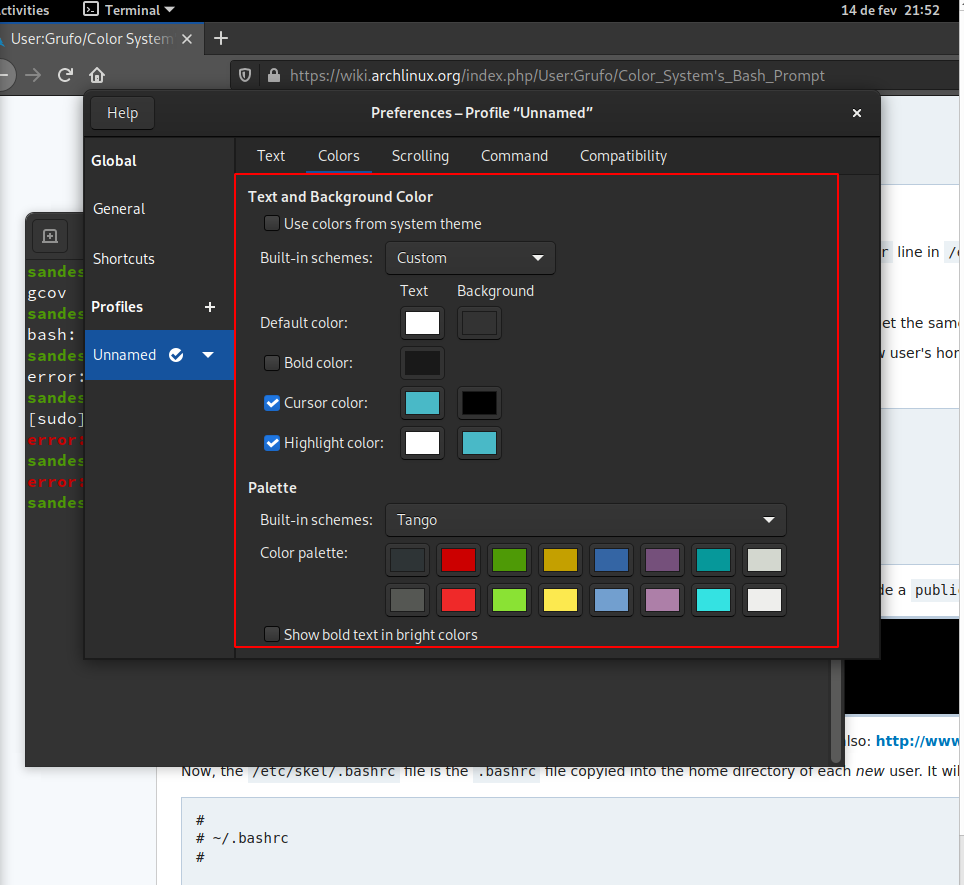 ctivities
Terminal
14 de fev 21:52
User:Grufo/Color System
https://wiki.archlinux.org/index.php/User:Grufo/Color_System's_Bash_Prompt
Help
Preferences – Profile “Unnamed”
Global
General
Shortcuts
Profiles
Unnamed
Text
Colors
Scrolling
Command
Compatibility
Text and Background Color
Use colors from system theme
Built-in schemes:
Custom
Text
Background
Default color:
Bold color:
Cursor color:
Highlight color:
Palette
Built-in schemes:
Tango
Color palette:
Show bold text in bright colors
sandes
gcov
sandes
bash:
sandes
error:
sandes
[sudo]
error:
sandes
error:
sandes
r line in /e
et the same
w user's hom
de a public
also: http://www
Now, the /etc/skel/.bashrc file is the .bashrc file copyied into the home directory of each new user. It wil
#
# ~/.bashrc
#